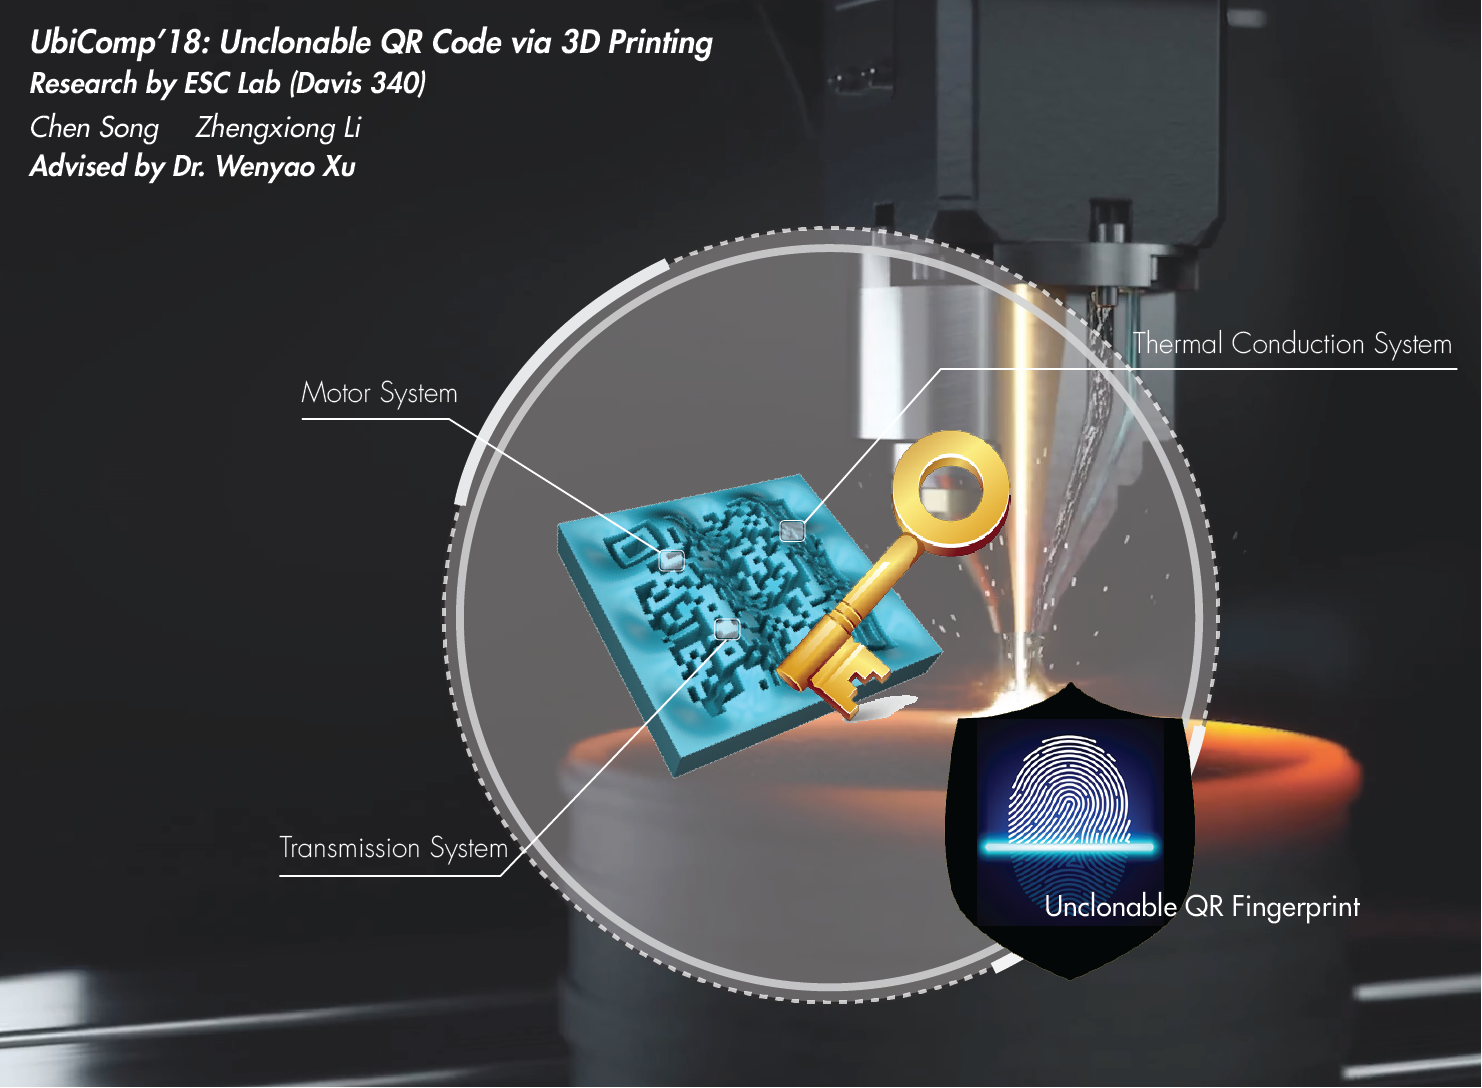 UbiComp'18: Unclonable QR Code via 3D Printing
Research by ESC Lab (Davis 340)
Chen Song Zhengxiong Li
Advised by Dr. Wenyao Xu
Thermal Conduction System
Motor System
Transmission System
Unclonable QR Fingerprint